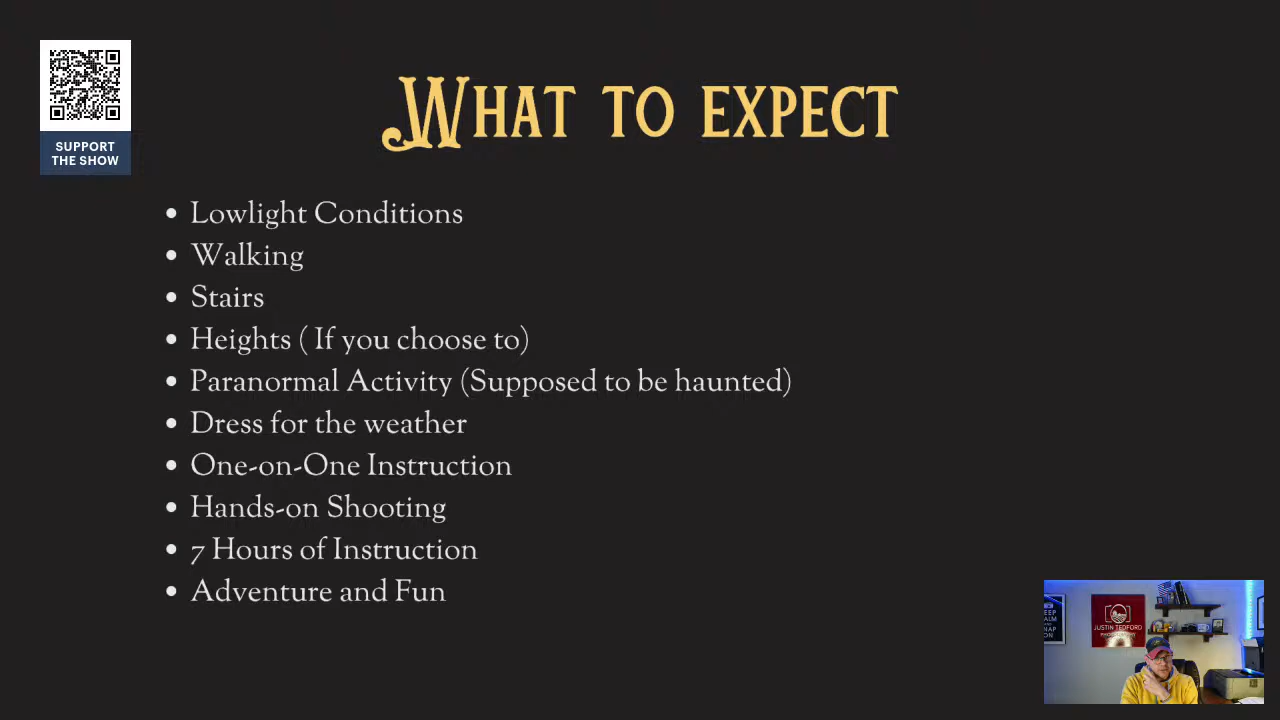 SUPPORT
THE SHOW
What to expect
• Lowlight Conditions
• Walking
• Stairs
• Heights ( If you choose to)
• Paranormal Activity (Supposed to be haunted)
• Dress for the weather
• One-on-One Instruction
• Hands-on Shooting
• 7 Hours of Instruction
• Adventure and Fun
JUSTIN TEDFORD
PHOTOGRAPHY